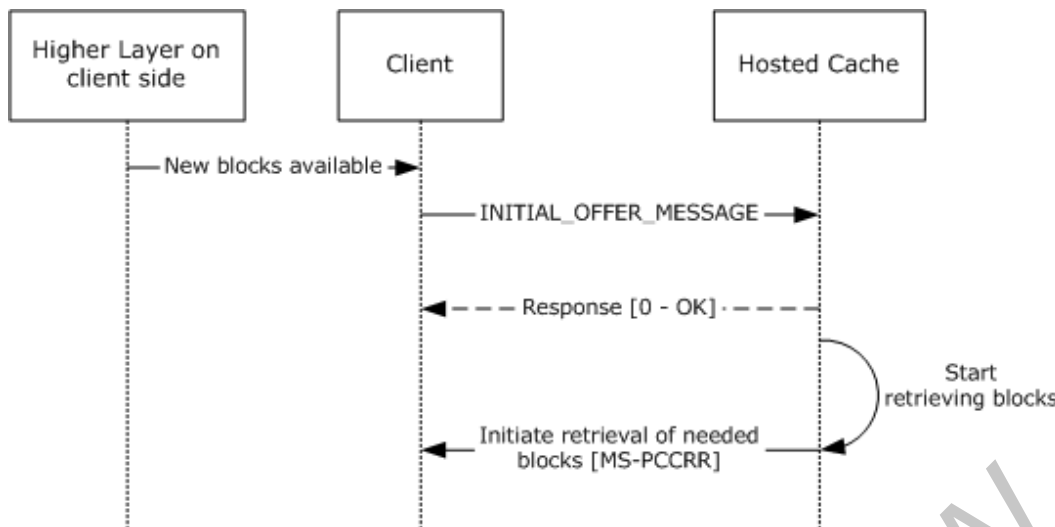 Higher Layer on
client side
Client
Hosted Cache
New blocks available
INITIAL_OFFER_MESSAGE
Response [0 - OK]
Start
retrieving blocks
Initiate retrieval of needed
blocks [MS-PCCRR]